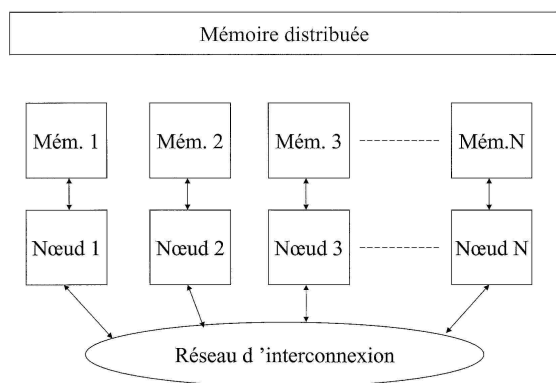 Mémoire distribuée
Mém. 1 Mém. 2 Mém. 3 Mém.N
Nœud 1 Nœud 2 Nœud 3 Nœud N
Réseau d ’interconnexion